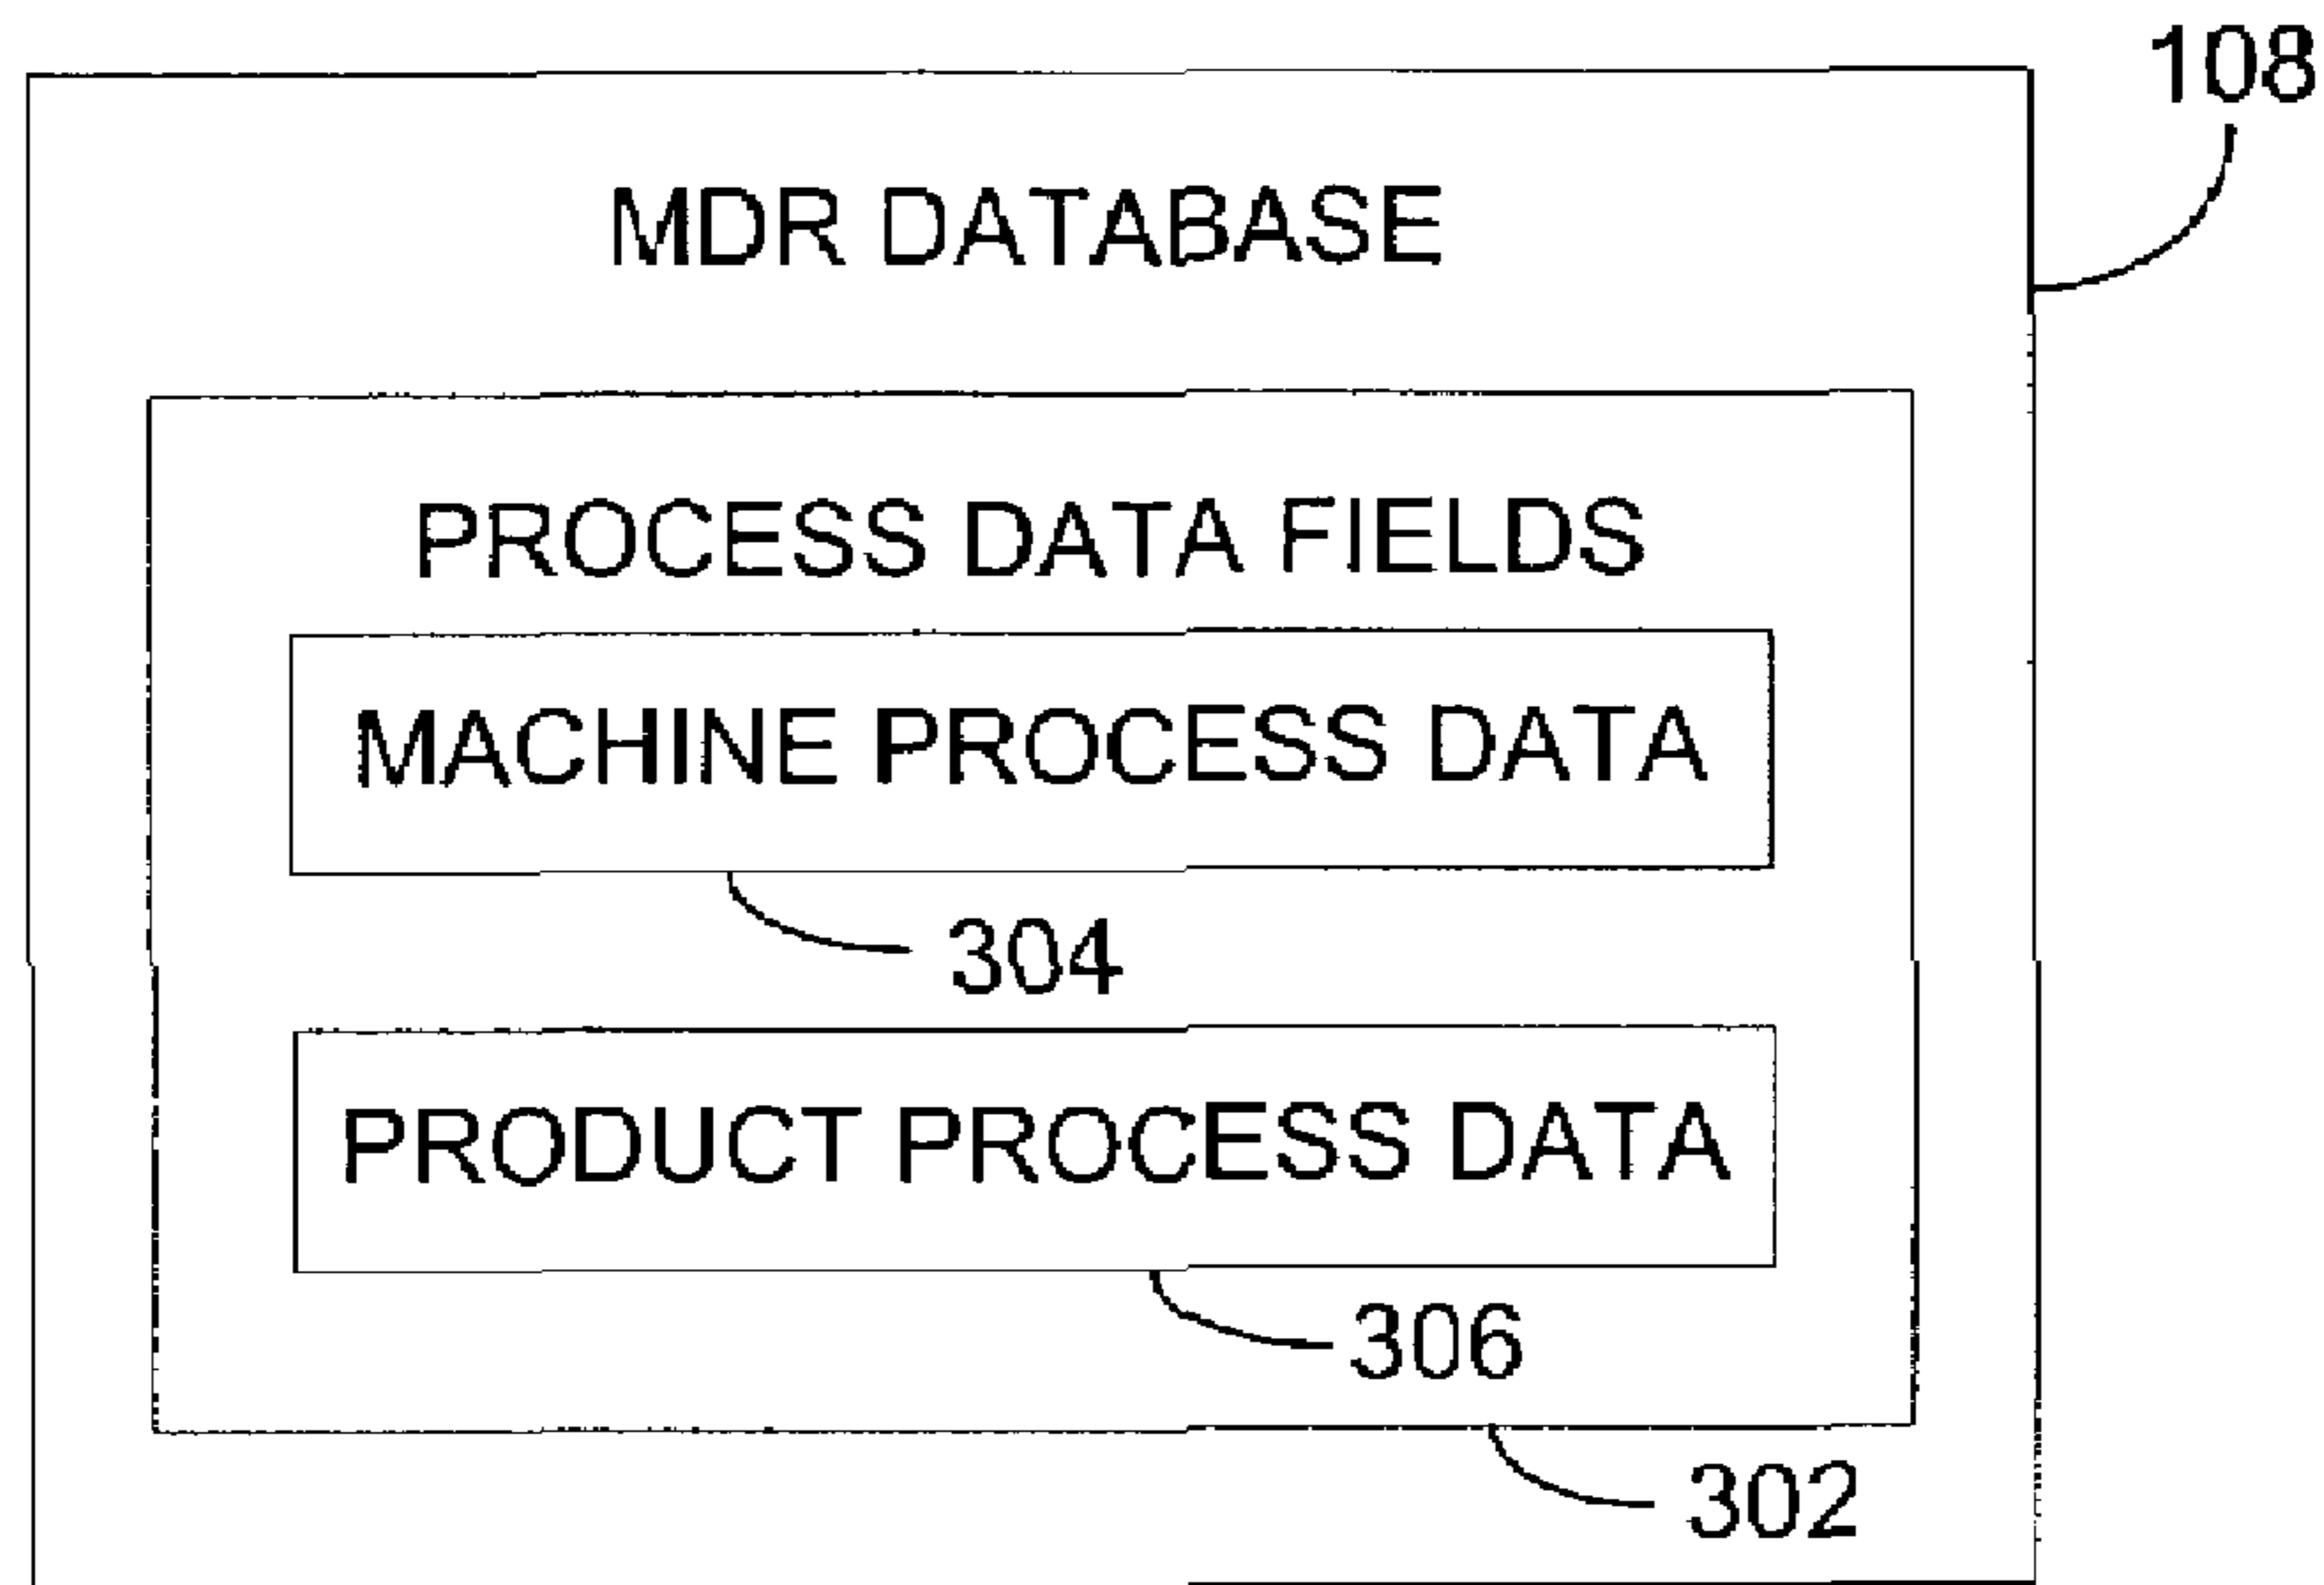 108
MDR DATABASE
PROCESS DATA FIELDS
MACHINE PROCESS DATA
304
PRODUCT PROCESS DATA
306
302